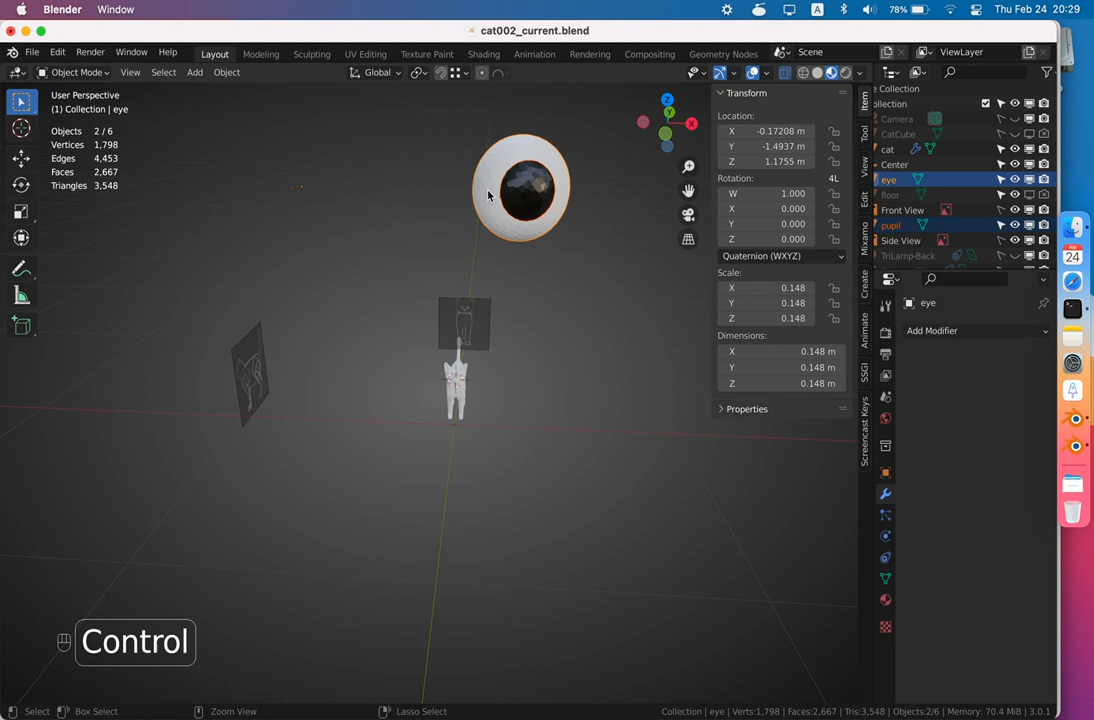 Blender Window 78% Thu Feb 24 20:29
cat002_current.blend
File Edit Render Window Help Layout Modeling Sculpting UV Editing Texture Paint Shading Animation Rendering Compositing Geometry Nodes Scene ViewLayer
Object Mode View Select Add Object Global
User Perspective
(1) Collection | eye
Objects 2 / 6
Vertices 1,798
Edges 4,453
Faces 2,667
Triangles 3,548
Z
Y
X
Transform
Location:
X -0.17208 m
Y -1.4937 m
Z 1.1755 m
Rotation: 4L
W 1.000
X 0.000
Y 0.000
Z 0.000
Quaternion (WXYZ)
Scale:
X 0.148
Y 0.148
Z 0.148
Dimensions:
X 0.148 m
Y 0.148 m
Z 0.148 m
Properties
Item
Tool
View
Edit
Mixamo
Create
Animate
SSGI
Screencast Keys
e Collection
ollection
Camera
CatCube
cat
Center
eye
floor
Front View
pupil
Side View
TriLamp-Back
eye
Add Modifier
FEB
24
Control
Select Box Select Zoom View Lasso Select Collection | eye | Verts:1,798 | Faces:2,667 | Tris:3,548 | Objects:2/6 | Memory: 70.4 MiB | 3.0.1